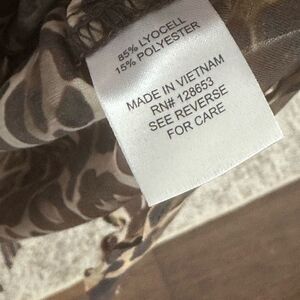 85% LYOCELL
15% POLYESTER
MADE IN VIETNAM
RN# 128653
SEE REVERSE
FOR CARE